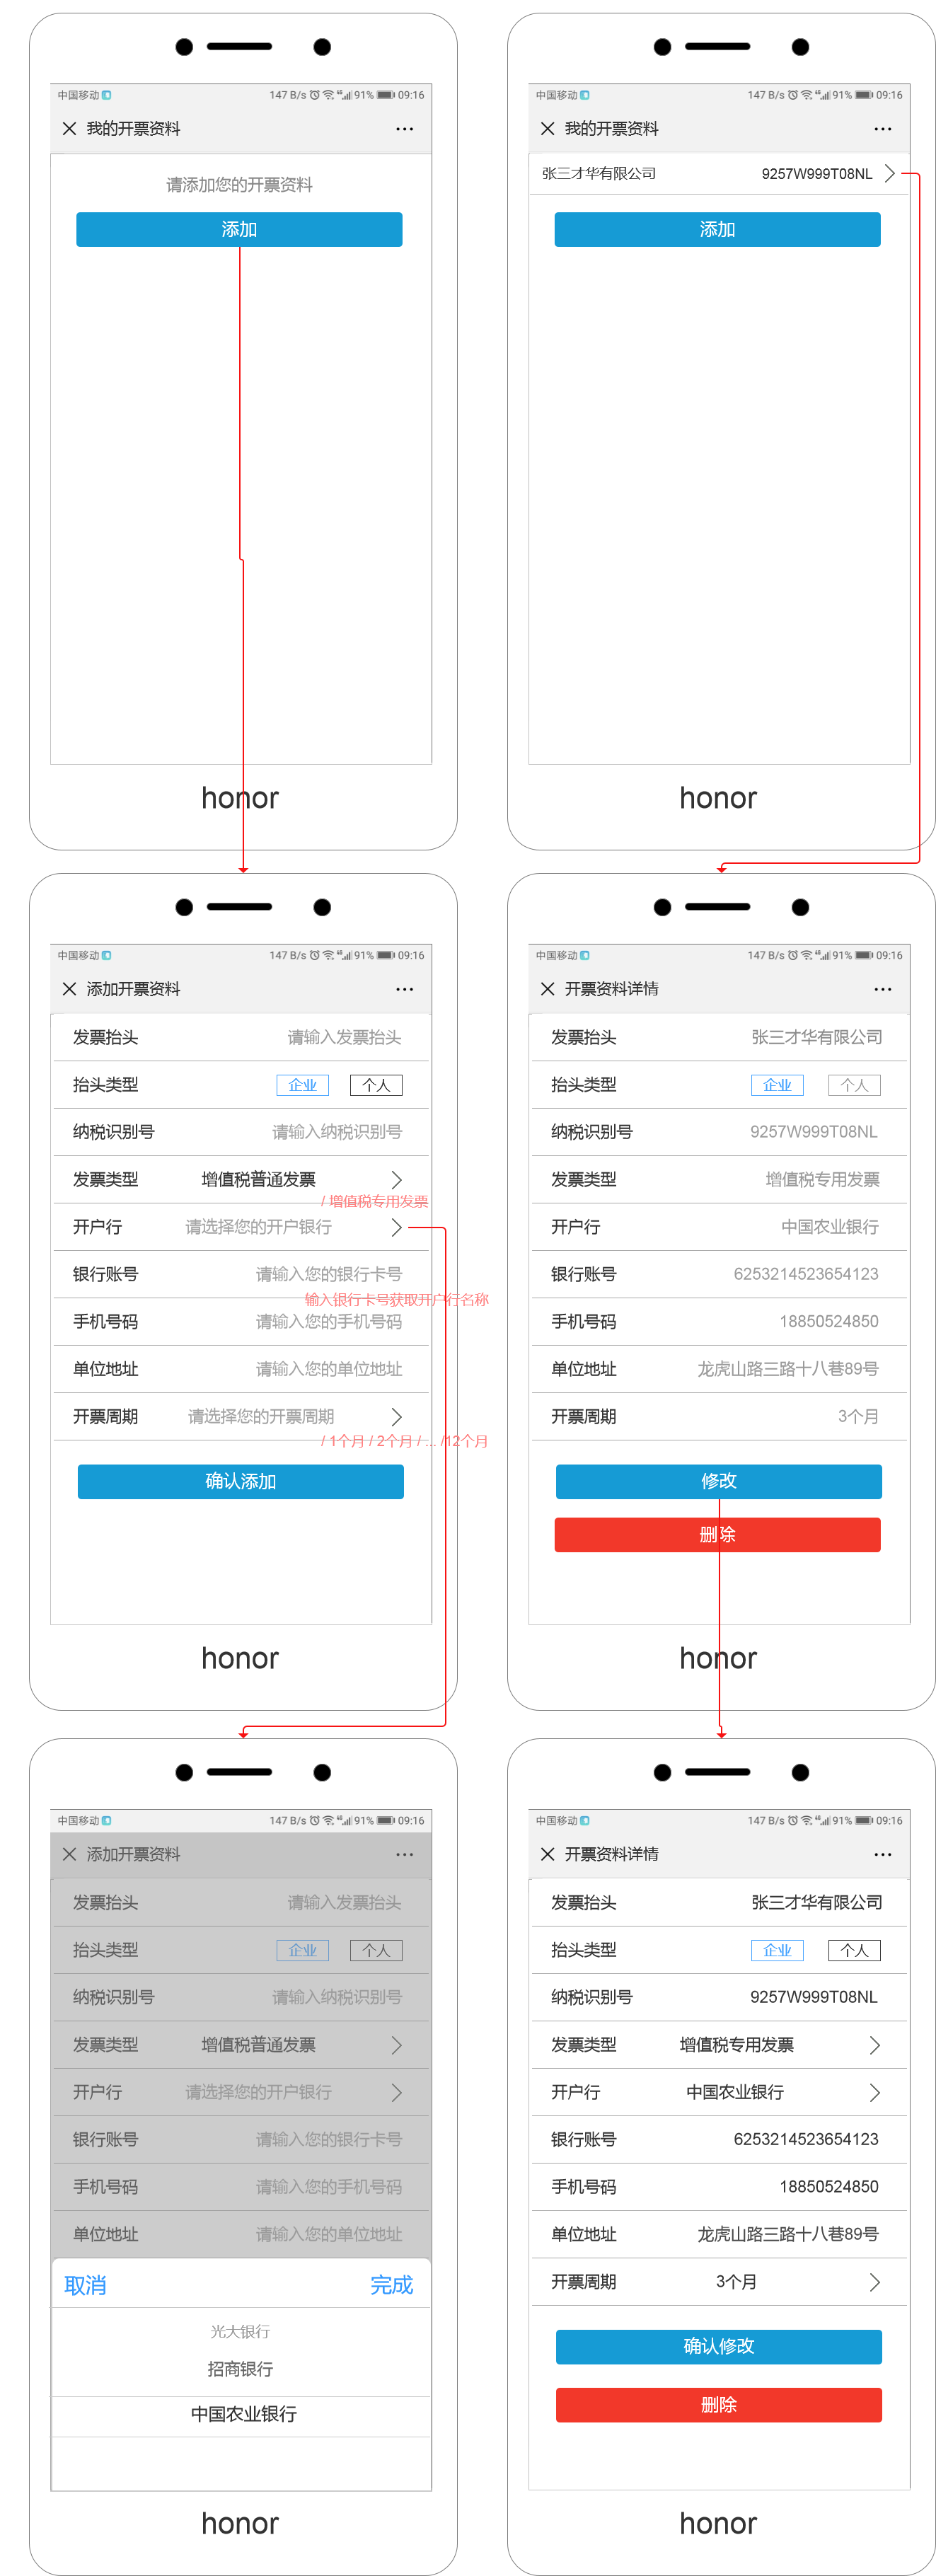 中国移动 147 B/s 46 91% 09:16
我的开票资料
请添加您的开票资料
添加
honor
中国移动 147 B/s 46 91% 09:16
我的开票资料
张三才华有限公司 9257W999T08NL
添加
honor
中国移动 147 B/s 46 91% 09:16
添加开票资料
发票抬头 请输入发票抬头
抬头类型 企业 个人
纳税识别号 请输入纳税识别号
发票类型 增值税普通发票
/ 增值税专用发票
开户行 请选择您的开户银行
银行账号 请输入您的银行卡号
输入银行卡号获取开户行名称
手机号码 请输入您的手机号码
单位地址 请输入您的单位地址
开票周期 请选择您的开票周期
/ 1个月 / 2个月 / ... /12个月
确认添加
honor
中国移动 147 B/s 46 91% 09:16
开票资料详情
发票抬头 张三才华有限公司
抬头类型 企业 个人
纳税识别号 9257W999T08NL
发票类型 增值税专用发票
开户行 中国农业银行
银行账号 6253214523654123
手机号码 18850524850
单位地址 龙虎山路三路十八巷89号
开票周期 3个月
修改
删除
honor
中国移动 147 B/s 46 91% 09:16
添加开票资料
发票抬头 请输入发票抬头
抬头类型 企业 个人
纳税识别号 请输入纳税识别号
发票类型 增值税普通发票
开户行 请选择您的开户银行
银行账号 请输入您的银行卡号
手机号码 请输入您的手机号码
单位地址 请输入您的单位地址
取消 完成
光大银行
招商银行
中国农业银行
honor
中国移动 147 B/s 46 91% 09:16
开票资料详情
发票抬头 张三才华有限公司
抬头类型 企业 个人
纳税识别号 9257W999T08NL
发票类型 增值税专用发票
开户行 中国农业银行
银行账号 6253214523654123
手机号码 18850524850
单位地址 龙虎山路三路十八巷89号
开票周期 3个月
确认修改
删除
honor